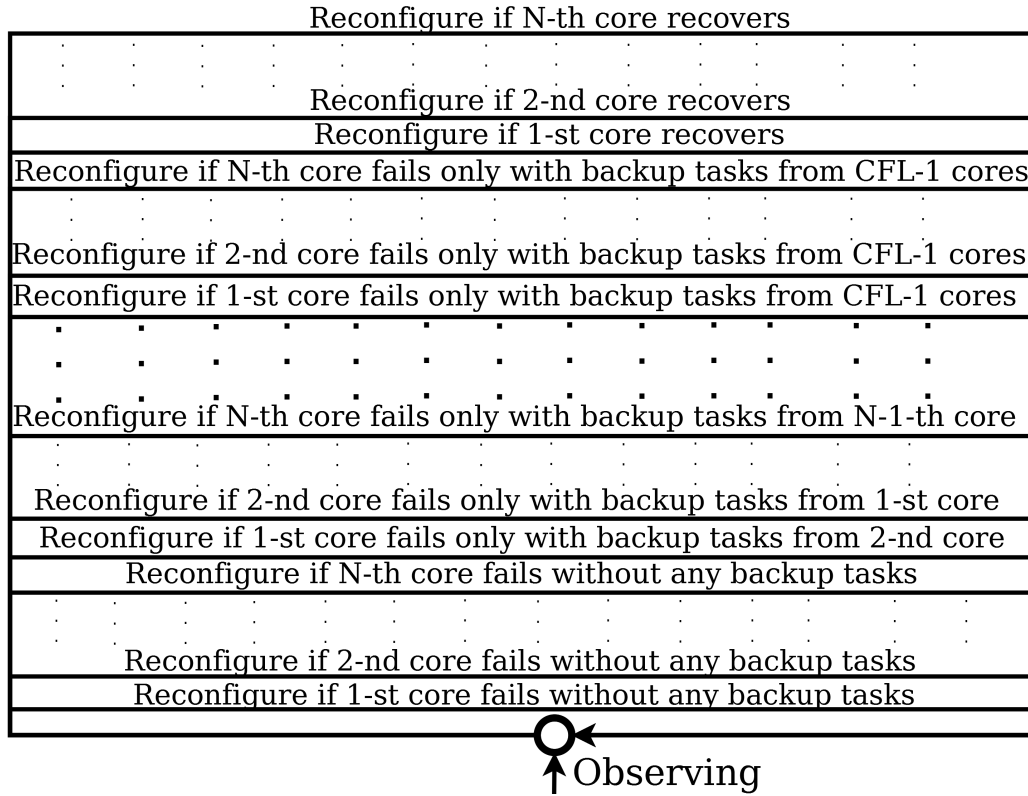 Reconfigure if N-th core recovers
Reconfigure if 2-nd core recovers
Reconfigure if 1-st core recovers
Reconfigure if N-th core fails only with backup tasks from CFL-1 cores
Reconfigure if 2-nd core fails only with backup tasks from CFL-1 cores
Reconfigure if 1-st core fails only with backup tasks from CFL-1 cores
Reconfigure if N-th core fails only with backup tasks from N-1-th core
Reconfigure if 2-nd core fails only with backup tasks from 1-st core
Reconfigure if 1-st core fails only with backup tasks from 2-nd core
Reconfigure if N-th core fails without any backup tasks
Reconfigure if 2-nd core fails without any backup tasks
Reconfigure if 1-st core fails without any backup tasks
Observing